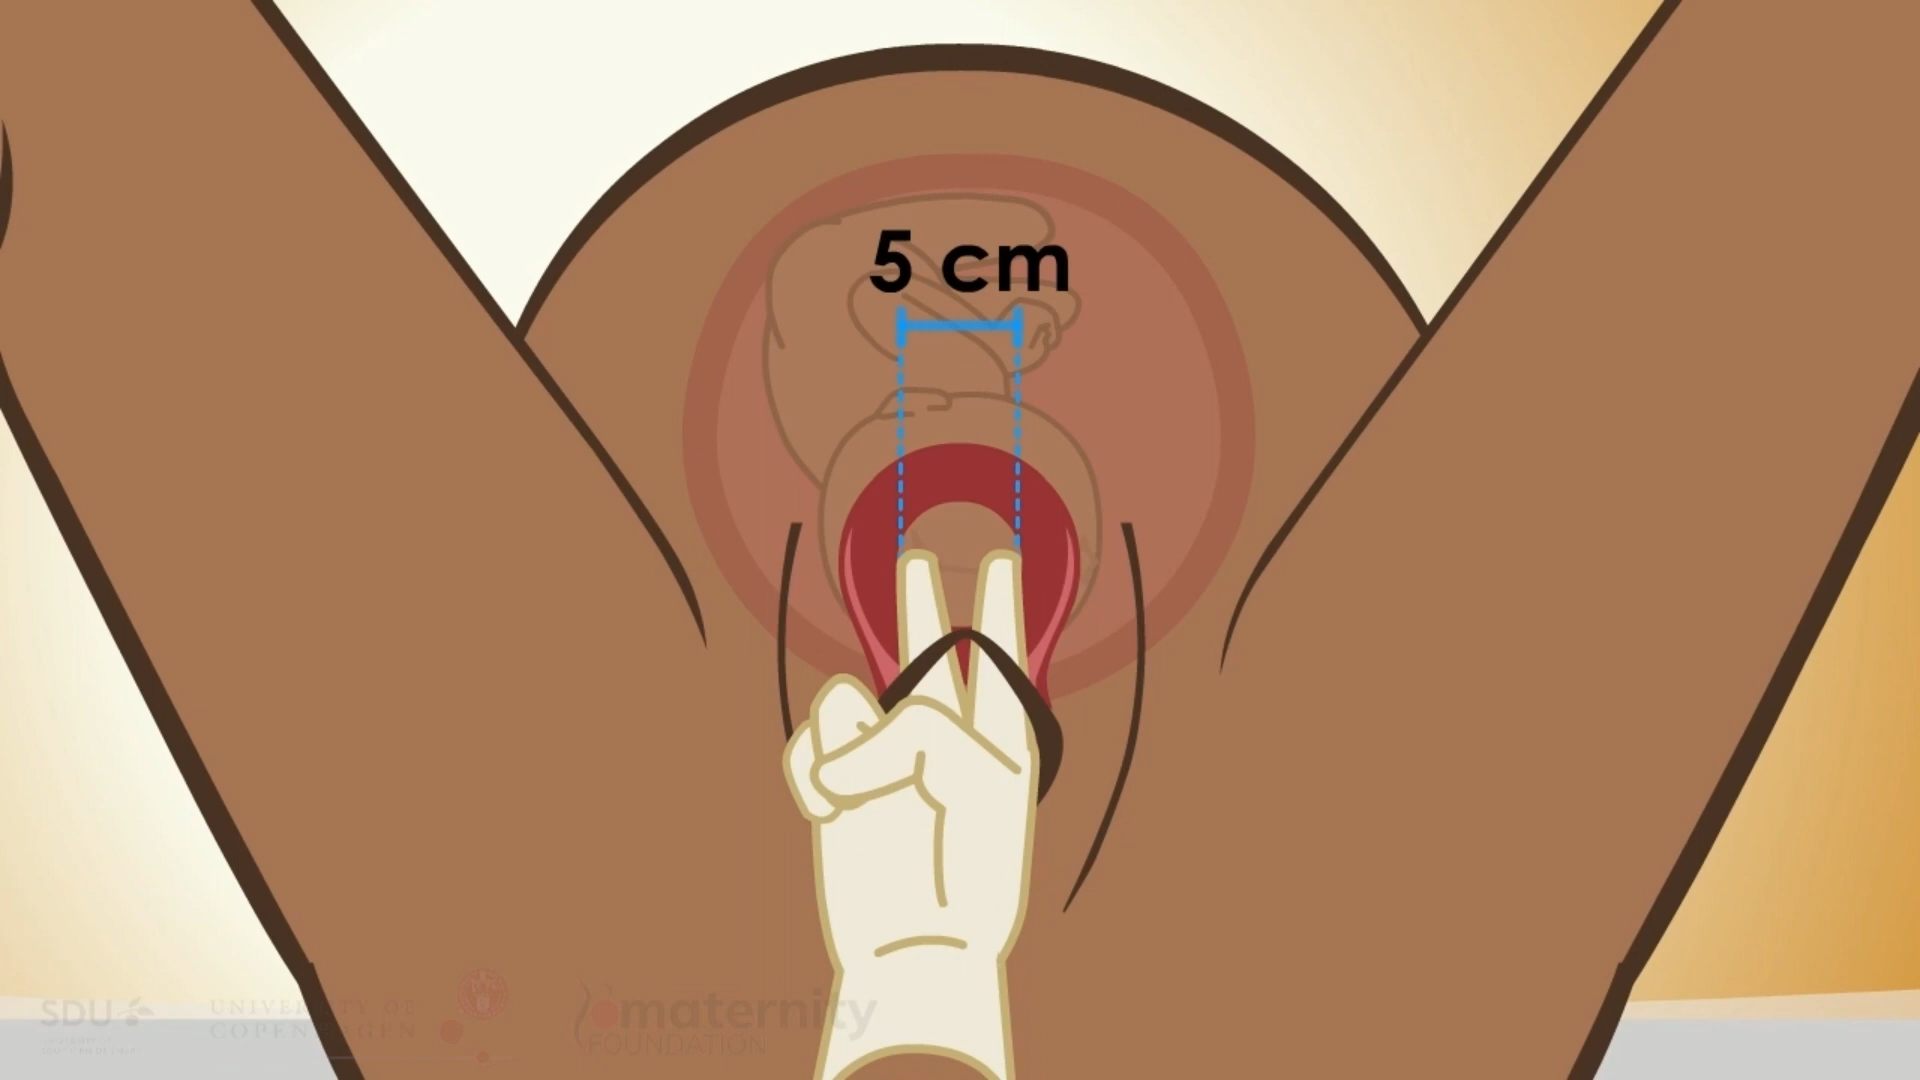 5 cm
SDU
UNIVERSITY OF
COPENHAGEN
maternity
FOUNDATION